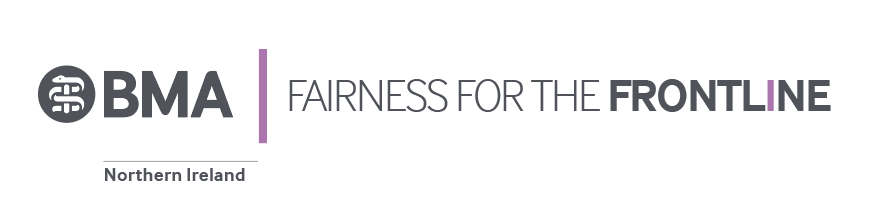 BMA
FAIRNESS FOR THE FRONTLINE
Northern Ireland